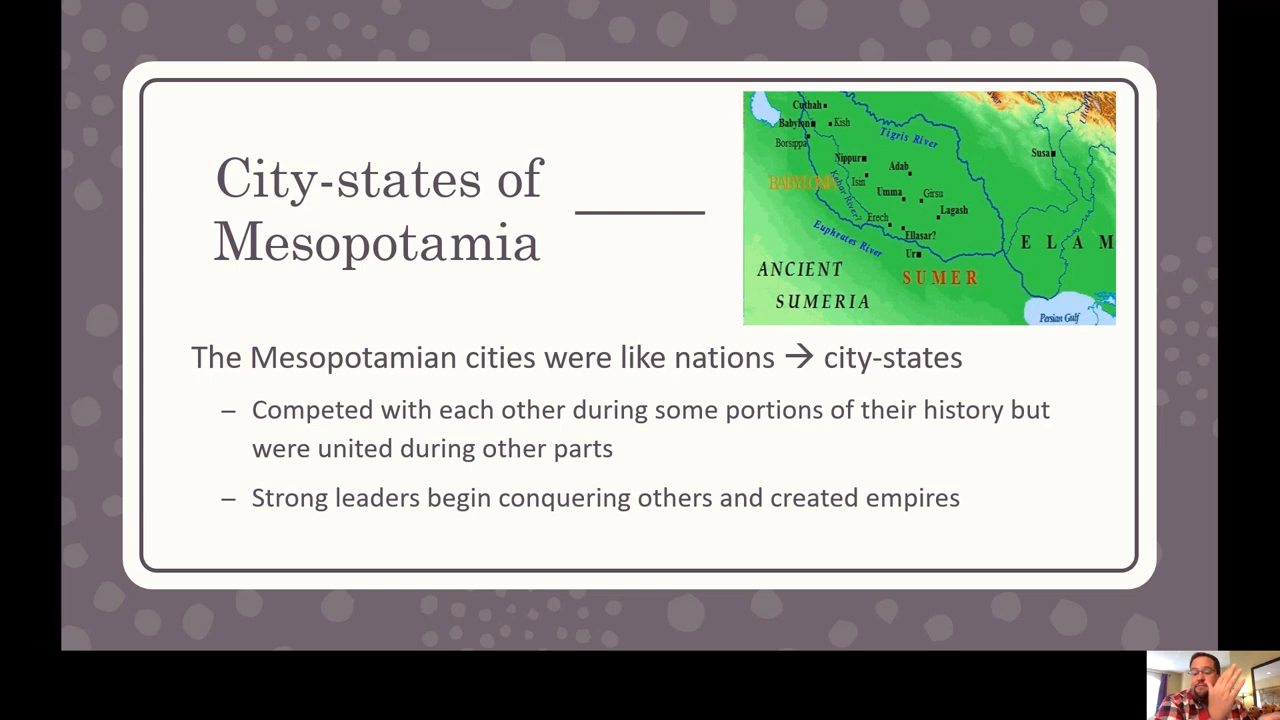 City-states of
Mesopotamia
Cuthah
Babylon
Kish
Borsippa
Tigris River
Nippur
Adab
Susa
BABYLONIA
Isin
Kebar River?
Umma
Girsu
Erech
Lagash
Ellasar?
Euphrates River
Ur
ELAM
ANCIENT
SUMERIA
SUMER
Persian Gulf
The Mesopotamian cities were like nations → city-states
– Competed with each other during some portions of their history but
were united during other parts
– Strong leaders begin conquering others and created empires